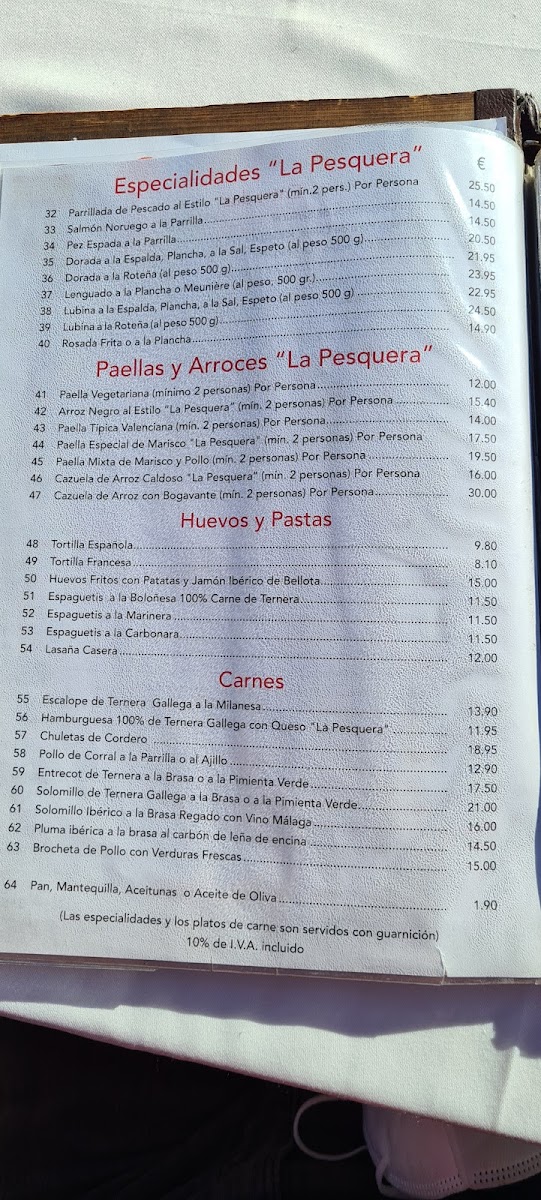 Especialidades "La Pesquera" €
32 Parrillada de Pescado al Estilo "La Pesquera" (mín.2 pers.) Por Persona 25.50
33 Salmón Noruego a la Parrilla 14.50
34 Pez Espada a la Parrilla 14.50
35 Dorada a la Espalda, Plancha, a la Sal, Espeto (al peso 500 g) 20.50
36 Dorada a la Roteña (al peso 500 g) 21.95
37 Lenguado a la Plancha o Meunière (al peso, 500 gr.) 23.95
38 Lubina a la Espalda, Plancha, a la Sal, Espeto (al peso 500 g) 22.95
39 Lubina a la Roteña (al peso 500 g) 24.50
40 Rosada Frita o a la Plancha 14.90
Paellas y Arroces "La Pesquera"
41 Paella Vegetariana (mínimo 2 personas) Por Persona 12.00
42 Arroz Negro al Estilo "La Pesquera" (mín. 2 personas) Por Persona 15.40
43 Paella Típica Valenciana (mín. 2 personas) Por Persona 14.00
44 Paella Especial de Marisco "La Pesquera" (mín. 2 personas) Por Persona 17.50
45 Paella Mixta de Marisco y Pollo (mín. 2 personas) Por Persona 19.50
46 Cazuela de Arroz Caldoso "La Pesquera" (mín. 2 personas) Por Persona 16.00
47 Cazuela de Arroz con Bogavante (mín. 2 personas) Por Persona 30.00
Huevos y Pastas
48 Tortilla Española 9.80
49 Tortilla Francesa 8.10
50 Huevos Fritos con Patatas y Jamón Ibérico de Bellota 15.00
51 Espaguetis a la Boloñesa 100% Carne de Ternera 11.50
52 Espaguetis a la Marinera 11.50
53 Espaguetis a la Carbonara 11.50
54 Lasaña Casera 12.00
Carnes
55 Escalope de Ternera Gallega a la Milanesa 13.90
56 Hamburguesa 100% de Ternera Gallega con Queso "La Pesquera" 11.95
57 Chuletas de Cordero 18.95
58 Pollo de Corral a la Parrilla o al Ajillo 12.90
59 Entrecot de Ternera a la Brasa o a la Pimienta Verde 17.50
60 Solomillo de Ternera Gallega a la Brasa o a la Pimienta Verde 21.00
61 Solomillo Ibérico a la Brasa Regado con Vino Málaga 16.00
62 Pluma ibérica a la brasa al carbón de leña de encina 14.50
63 Brocheta de Pollo con Verduras Frescas 15.00
64 Pan, Mantequilla, Aceitunas o Aceite de Oliva 1.90
(Las especialidades y los platos de carne son servidos con guarnición)
10% de I.V.A. incluido